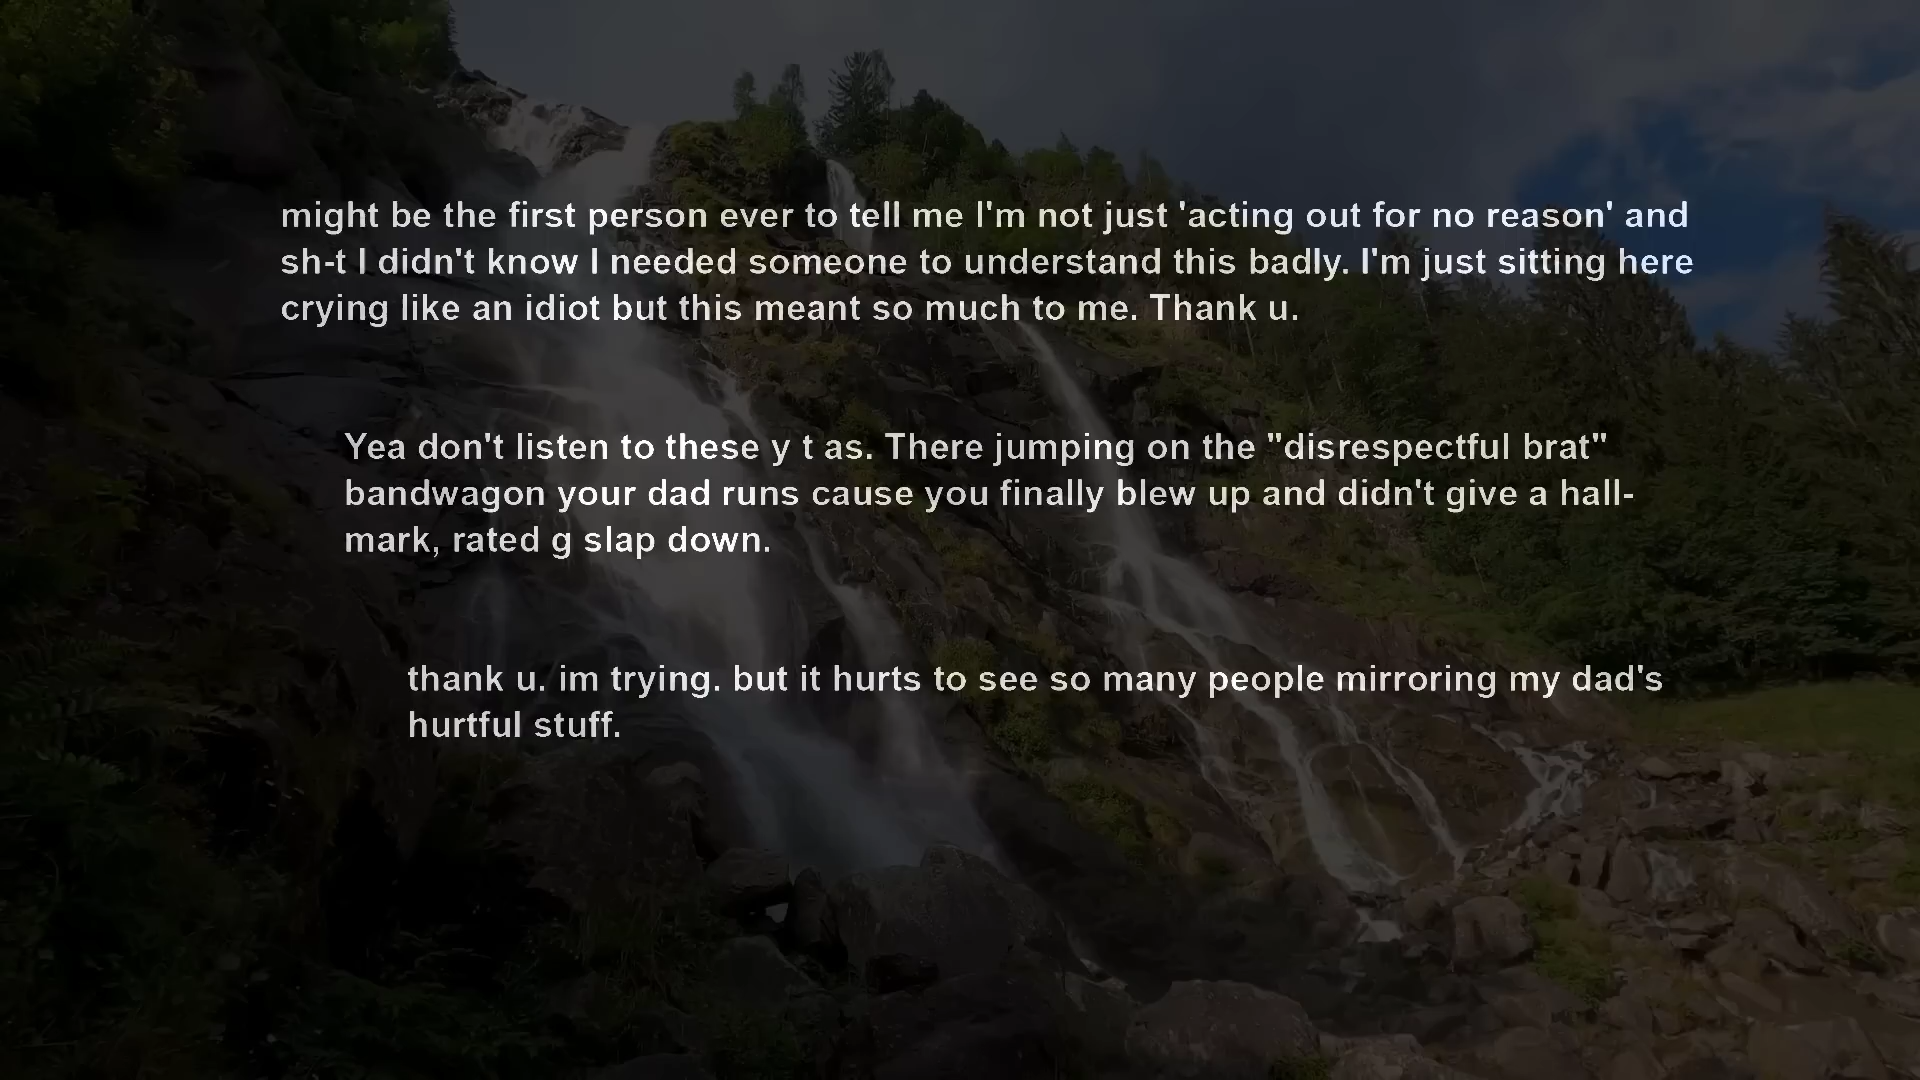 might be the first person ever to tell me I'm not just 'acting out for no reason' and
sh-t I didn't know I needed someone to understand this badly. I'm just sitting here
crying like an idiot but this meant so much to me. Thank u.
Yea don't listen to these y t as. There jumping on the "disrespectful brat"
bandwagon your dad runs cause you finally blew up and didn't give a hall-
mark, rated g slap down.
thank u. im trying. but it hurts to see so many people mirroring my dad's
hurtful stuff.